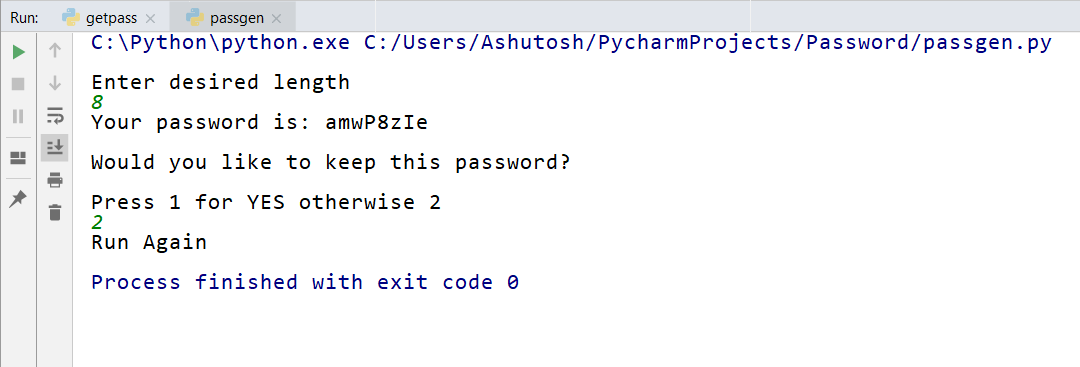 Run: getpass passgen
C:\Python\python.exe C:/Users/Ashutosh/PycharmProjects/Password/passgen.py
Enter desired length
8
Your password is: amwP8zIe
Would you like to keep this password?
Press 1 for YES otherwise 2
2
Run Again
Process finished with exit code 0